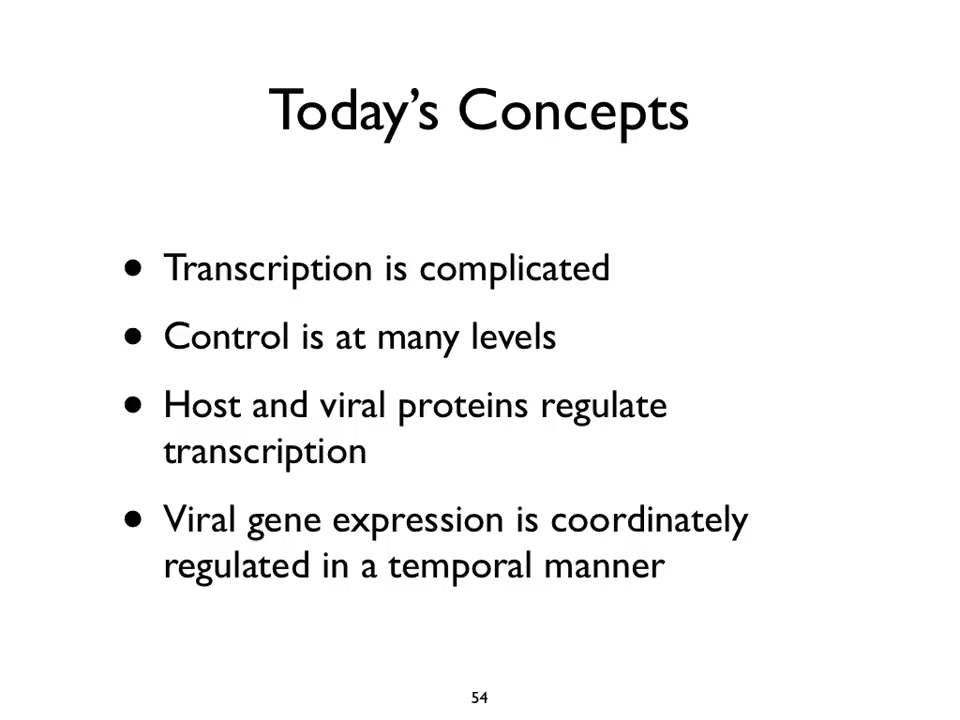 Today’s Concepts
• Transcription is complicated
• Control is at many levels
• Host and viral proteins regulate
transcription
• Viral gene expression is coordinately
regulated in a temporal manner
54